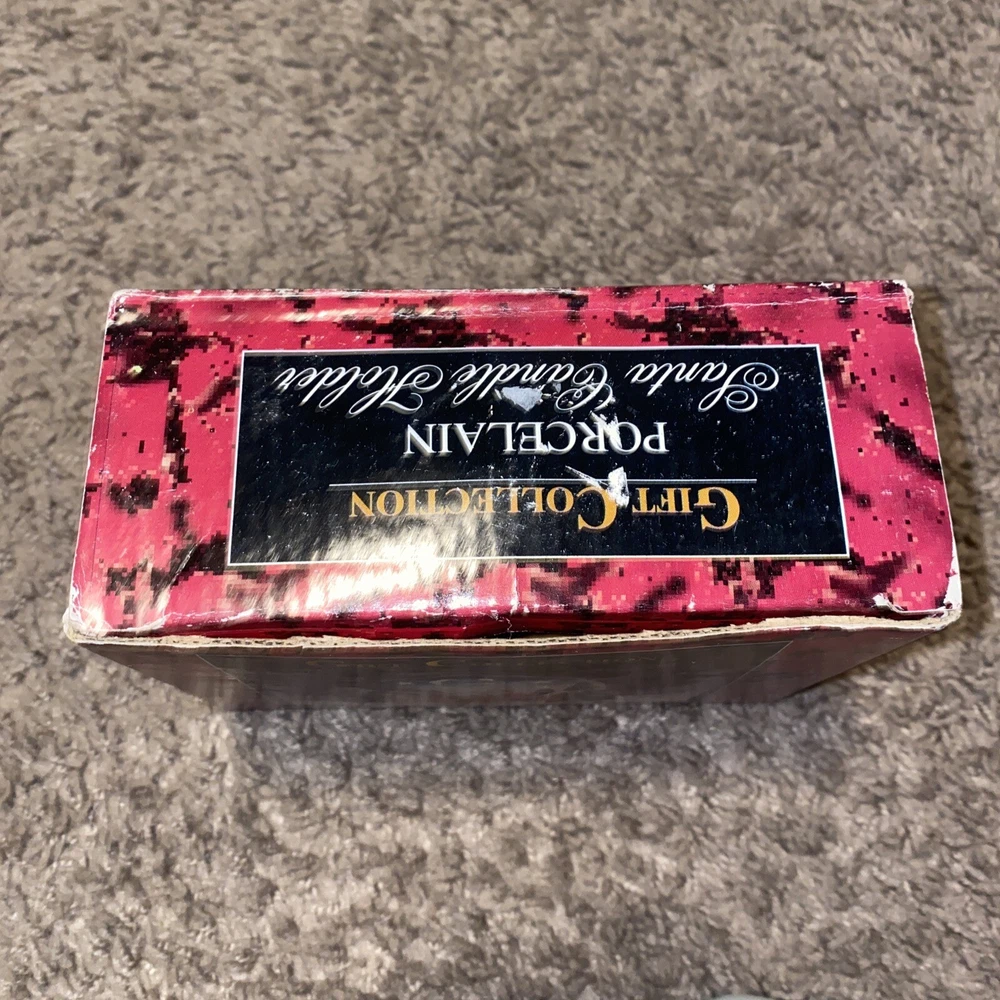 GIFT COLLECTION
PORCELAIN
Santa Candle Holder